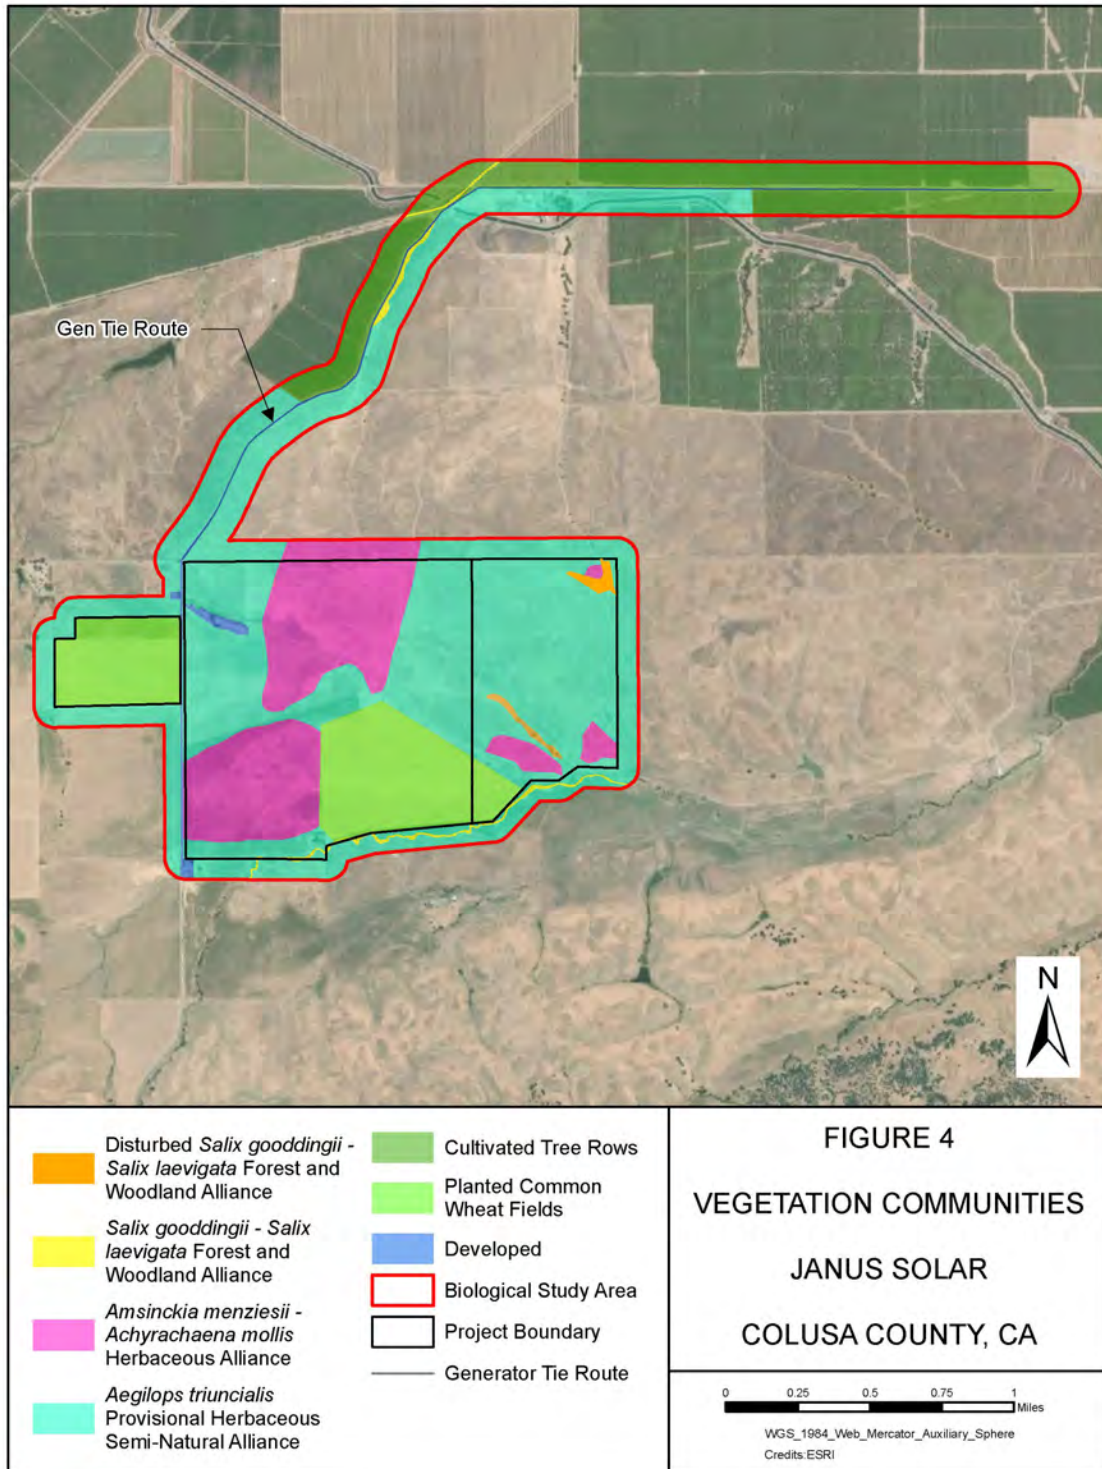 Gen Tie Route
N
Disturbed Salix gooddingii -
Salix laevigata Forest and
Woodland Alliance
Salix gooddingii - Salix
laevigata Forest and
Woodland Alliance
Amsinckia menziesii -
Achyrachaena mollis
Herbaceous Alliance
Aegilops triuncialis
Provisional Herbaceous
Semi-Natural Alliance
Cultivated Tree Rows
Planted Common
Wheat Fields
Developed
Biological Study Area
Project Boundary
Generator Tie Route
FIGURE 4
VEGETATION COMMUNITIES
JANUS SOLAR
COLUSA COUNTY, CA
0 0.25 0.5 0.75 1
Miles
WGS_1984_Web_Mercator_Auxiliary_Sphere
Credits:ESRI